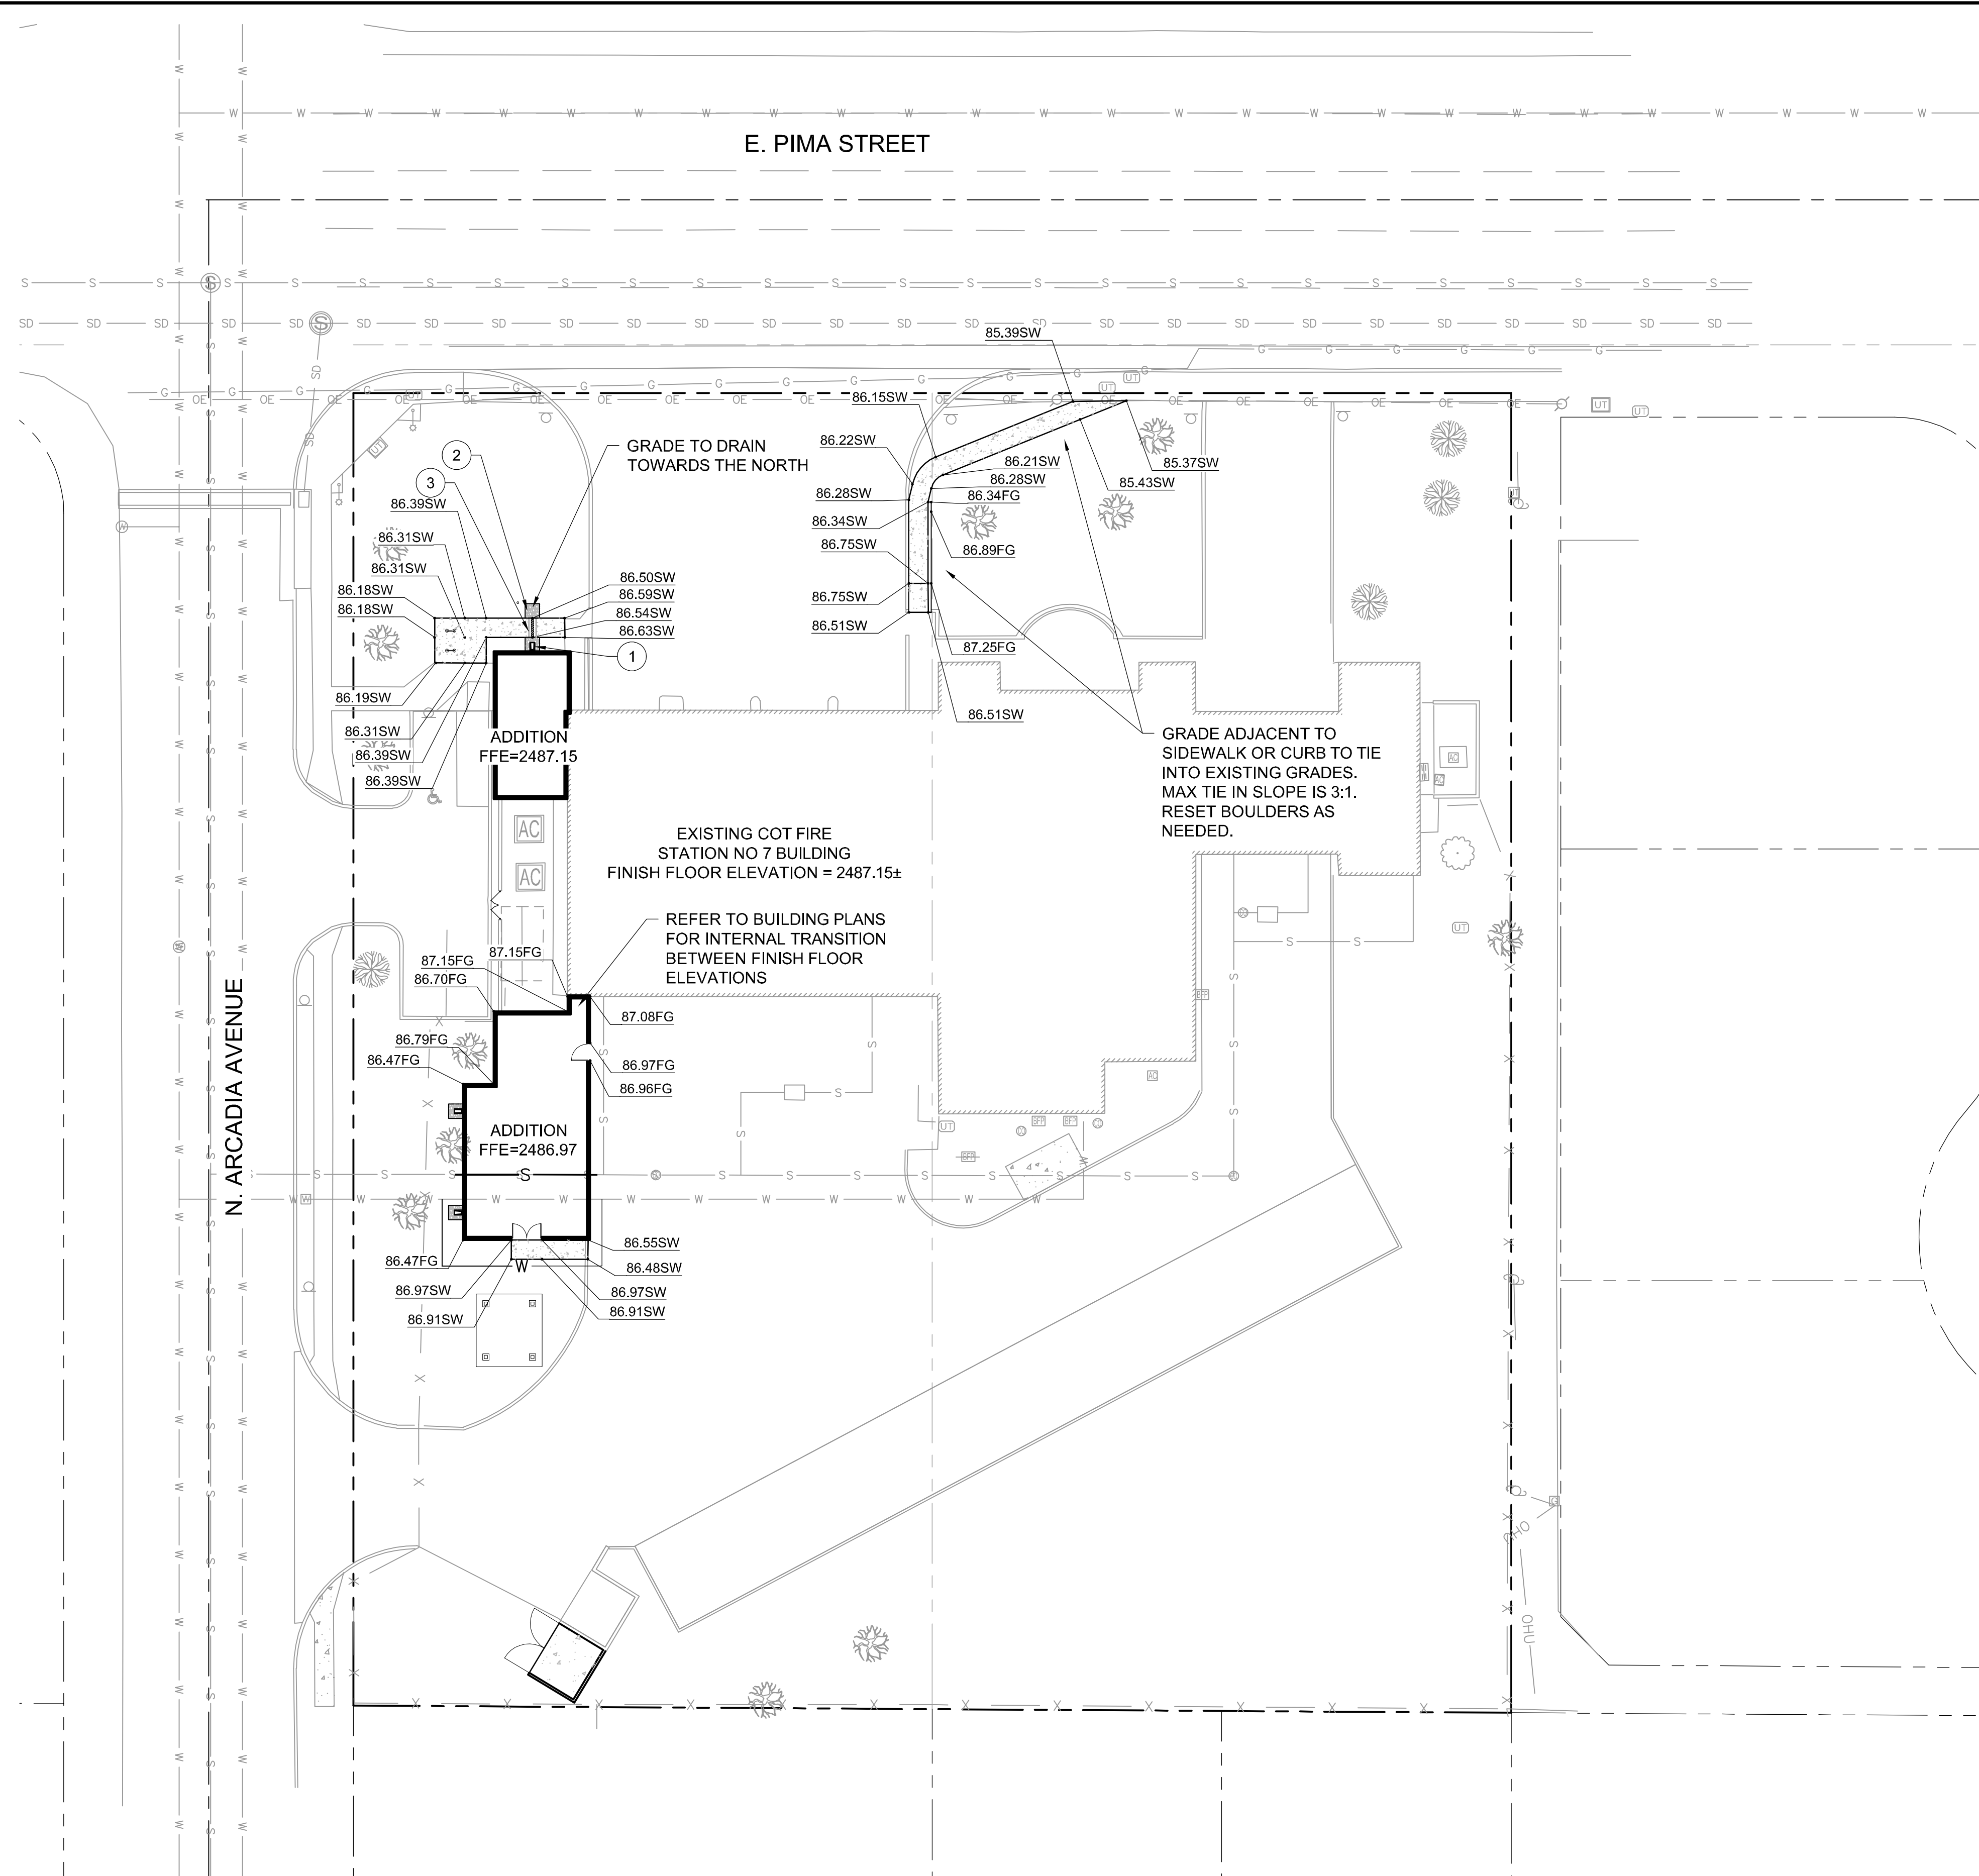 E. PIMA STREET
85.39SW
86.15SW
GRADE TO DRAIN
TOWARDS THE NORTH
2
86.22SW
86.21SW
85.37SW
3
86.28SW
85.43SW
86.28SW
86.34FG
86.39SW
86.34SW
86.31SW
86.75SW
86.89FG
86.31SW
86.50SW
86.18SW
86.59SW
86.75SW
86.18SW
86.54SW
86.51SW
86.63SW
87.25FG
1
86.19SW
86.51SW
86.31SW
ADDITION
FFE=2487.15
86.39SW
86.39SW
GRADE ADJACENT TO
SIDEWALK OR CURB TO TIE
INTO EXISTING GRADES.
MAX TIE IN SLOPE IS 3:1.
RESET BOULDERS AS
NEEDED.
AC
AC
EXISTING COT FIRE
STATION NO 7 BUILDING
FINISH FLOOR ELEVATION = 2487.15±
REFER TO BUILDING PLANS
FOR INTERNAL TRANSITION
BETWEEN FINISH FLOOR
ELEVATIONS
87.15FG
87.15FG
86.70FG
87.08FG
86.79FG
86.47FG
86.97FG
86.96FG
N. ARCADIA AVENUE
ADDITION
FFE=2486.97
S
86.47FG
86.55SW
W
86.48SW
86.97SW
86.97SW
86.91SW
86.91SW
OHU
OHU